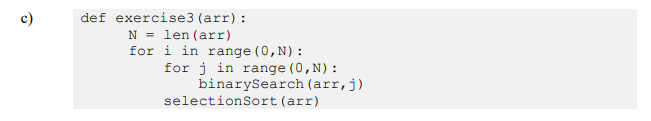 c) def exercise3(arr):
N = len(arr)
for i in range(0,N):
for j in range(0,N):
binarySearch(arr,j)
selectionSort(arr)